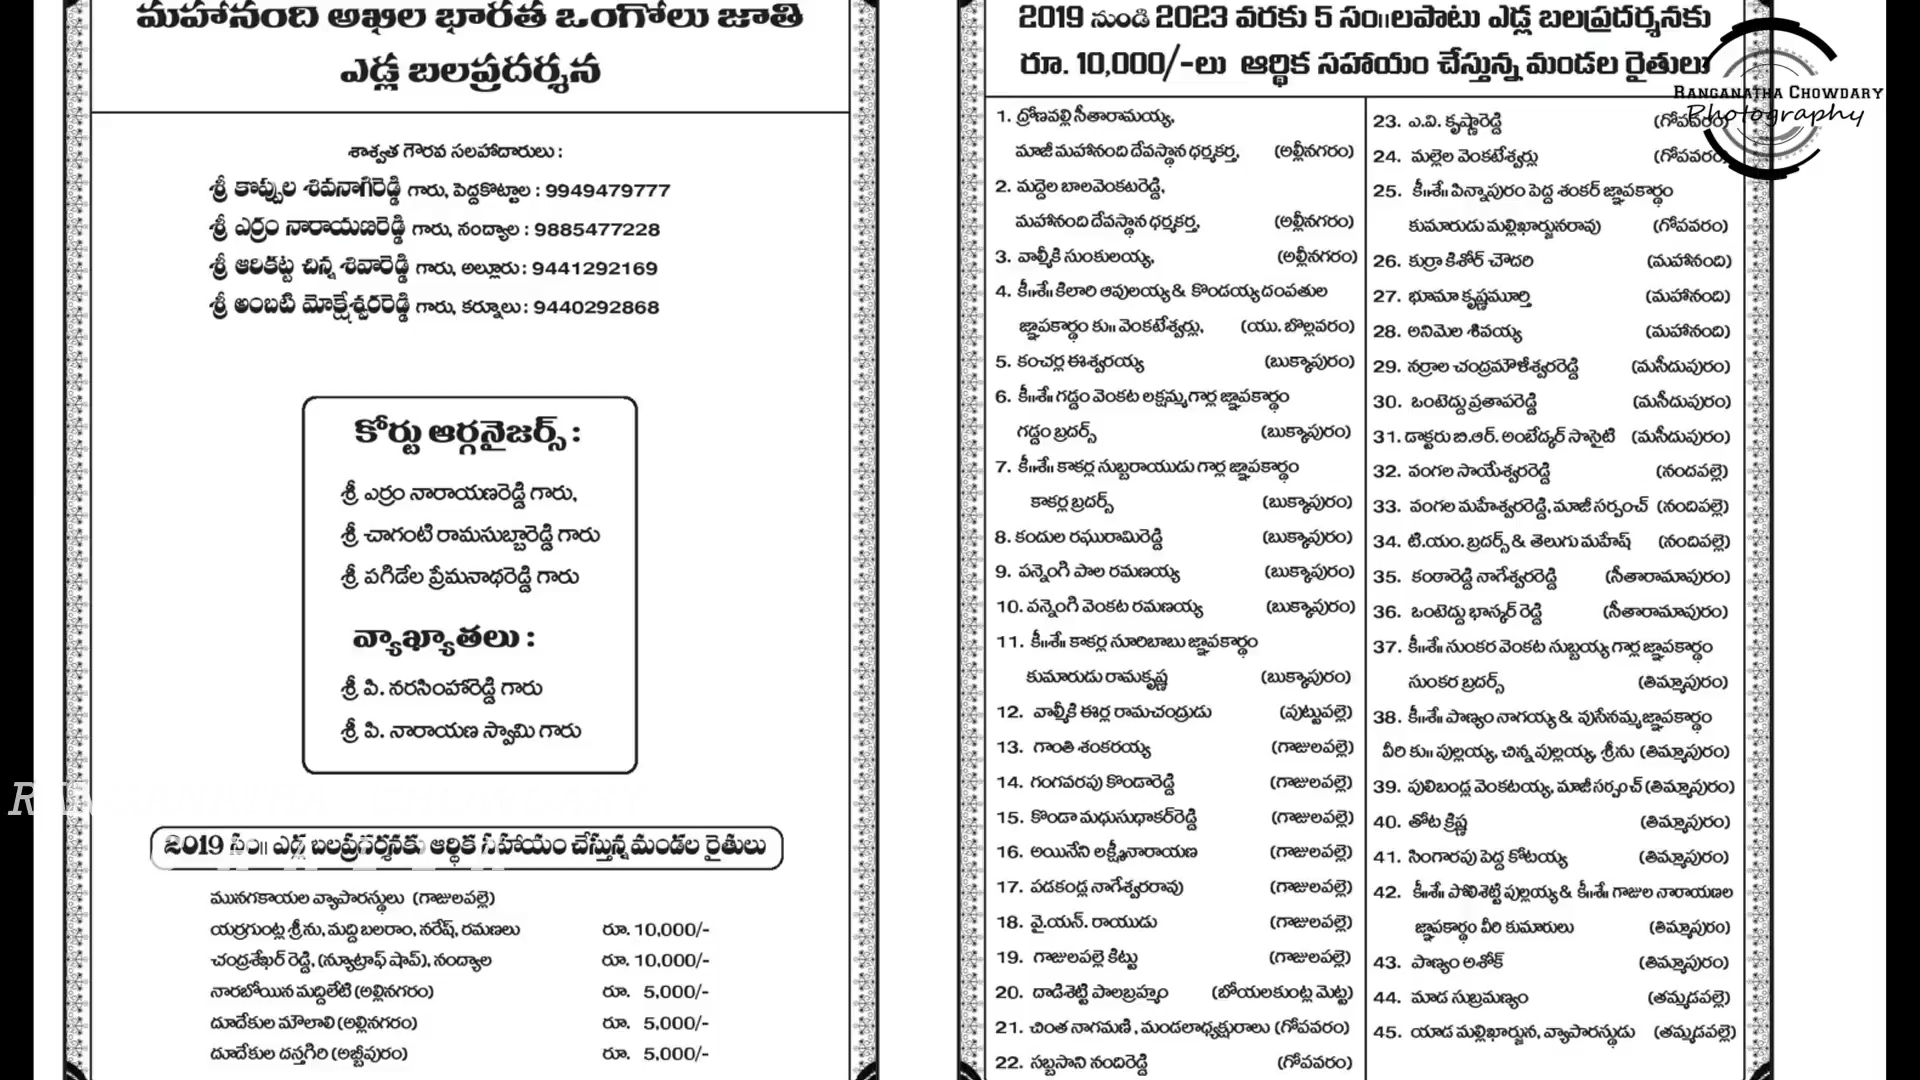 మహానంది అఖిల భారత ఒంగోలు జాతి
ఎడ్ల బలప్రదర్శన
శాశ్వత గౌరవ సలహాదారులు :
శ్రీ కొప్పుల శివనాగిరెడ్డి గారు, పెద్దకొట్టాల : 9949479777
శ్రీ ఎర్రం నారాయణరెడ్డి గారు, నంద్యాల : 9885477228
శ్రీ ఆరికట్ల చిన్న శివారెడ్డి గారు, అల్లూరు : 9441292169
శ్రీ అంబటి మోక్షేశ్వరరెడ్డి గారు, కర్నూలు : 9440292868
కోర్టు ఆర్గనైజర్స్ :
శ్రీ ఎర్రం నారాయణరెడ్డి గారు,
శ్రీ చాగంటి రామసుబ్బారెడ్డి గారు
శ్రీ పగిడేల ప్రేమనాథరెడ్డి గారు
వ్యాఖ్యాతలు :
శ్రీ పి. నరసింహారెడ్డి గారు
శ్రీ పి. నారాయణ స్వామి గారు
2019 సం॥ ఎడ్ల బలప్రదర్శనకు ఆర్థిక సహాయం చేస్తున్న మండల రైతులు
మునగకాయల వ్యాపారస్థులు (గాజులపల్లె)
యర్రగుంట్ల శ్రీను, మద్ది బలరాం, నరేష్, రమణలు రూ. 10,000/-
చంద్రశేఖర్ రెడ్డి, (న్యూట్రాఫ్ షాప్), నంద్యాల రూ. 10,000/-
నారబోయిన మద్దిలేటి (అల్లినగరం) రూ. 5,000/-
దూదేకుల మౌలాలి (అల్లినగరం) రూ. 5,000/-
దూదేకుల దస్తగిరి (అబ్బీపురం) రూ. 5,000/-
2019 నుండి 2023 వరకు 5 సం॥లపాటు ఎడ్ల బలప్రదర్శనకు
రూ. 10,000/-లు ఆర్థిక సహాయం చేస్తున్న మండల రైతులు
1. ద్రోణవల్లి సీతారామయ్య,
మాజీ మహానంది దేవస్థాన ధర్మకర్త, (అల్లీనగరం)
2. మద్దెల బాలవెంకటరెడ్డి,
మహానంది దేవస్థాన ధర్మకర్త, (అల్లీనగరం)
3. వాల్మీకి సుంకులయ్య, (అల్లీనగరం)
4. కీ॥శే॥ కిలారి ఆవులయ్య & కొండయ్య దంపతుల
జ్ఞాపకార్థం కు॥ వెంకటేశ్వర్లు, (యు. బొల్లవరం)
5. కంచర్ల ఈశ్వరయ్య (బుక్కాపురం)
6. కీ॥శే॥ గడ్డం వెంకట లక్షమ్మ గార్ల జ్ఞాపకార్థం
గడ్డం బ్రదర్స్ (బుక్కాపురం)
7. కీ॥శే॥ కాకర్ల సుబ్బరాయుడు గార్ల జ్ఞాపకార్థం
కాకర్ల బ్రదర్స్ (బుక్కాపురం)
8. కందుల రఘురామిరెడ్డి (బుక్కాపురం)
9. పన్నెంగి పాల రమణయ్య (బుక్కాపురం)
10. పన్నెంగి వెంకట రమణయ్య (బుక్కాపురం)
11. కీ॥శే॥ కాకర్ల సూరిబాబు జ్ఞాపకార్థం
కుమారుడు రామకృష్ణ (బుక్కాపురం)
12. వాల్మీకి ఈర్ల రామచంద్రుడు (పుట్టుపల్లె)
13. గాంతి శంకరయ్య (గాజులపల్లె)
14. గంగవరపు కొండారెడ్డి (గాజులపల్లె)
15. కొండా మధుసుధాకర్‌రెడ్డి (గాజులపల్లె)
16. అయినేని లక్ష్మీనారాయణ (గాజులపల్లె)
17. పడకండ్ల నాగేశ్వరరావు (గాజులపల్లె)
18. వై.యన్. రాయుడు (గాజులపల్లె)
19. గాజులపల్లె కిట్టు (గాజులపల్లె)
20. దాడిశెట్టి పాలబ్రహ్మం (బోయలకుంట్ల మెట్ట)
21. చింత నాగమణి, మండలాధ్యక్షురాలు (గోపవరం)
22. సబ్బసాని నందిరెడ్డి (గోపవరం)
23. ఎ.వి. కృష్ణారెడ్డి (గోపవరం)
24. మల్లెల వెంకటేశ్వర్లు (గోపవరం)
25. కీ॥శే॥ పిన్నాపురం పెద్ద శంకర్ జ్ఞాపకార్థం
కుమారుడు మల్లిఖార్జునరావు (గోపవరం)
26. కుర్రా కిశోర్ చౌదరి (మహానంది)
27. భూమా కృష్ణమూర్తి (మహానంది)
28. అనిమెల శివయ్య (మహానంది)
29. నర్రాల చంద్రమౌళీశ్వరరెడ్డి (మసీదుపురం)
30. ఒంటెద్దు ప్రతాపరెడ్డి (మసీదుపురం)
31. డాక్టరు బి.ఆర్. అంబేద్కర్ సొసైటి (మసీదుపురం)
32. వంగల సాయేశ్వరరెడ్డి (నందిపల్లె)
33. వంగల మహేశ్వరరెడ్డి, మాజీ సర్పంచ్ (నందిపల్లె)
34. టి.యం. బ్రదర్స్ & తెలుగు మహేష్ (నందిపల్లె)
35. కంఠారెడ్డి నాగేశ్వరరెడ్డి (సీతారామాపురం)
36. ఒంటెద్దు భాస్కర్ రెడ్డి (సీతారామాపురం)
37. కీ॥శే॥ సుంకర వెంకట సుబ్బయ్య గార్ల జ్ఞాపకార్థం
సుంకర బ్రదర్స్ (తిమ్మాపురం)
38. కీ॥శే॥ పాణ్యం నాగయ్య & వుసేనమ్మ జ్ఞాపకార్థం
వీరి కు॥ పుల్లయ్య, చిన్న పుల్లయ్య, శ్రీను (తిమ్మాపురం)
39. పులిబండ్ల వెంకటయ్య, మాజీ సర్పంచ్ (తిమ్మాపురం)
40. తోట క్రిష్ణ (తిమ్మాపురం)
41. సింగారపు పెద్ద కోటయ్య (తిమ్మాపురం)
42. కీ॥శే॥ పోలిశెట్టి పుల్లయ్య & కీ॥శే॥ గాజుల నారాయణల
జ్ఞాపకార్థం వీరి కుమారులు (తిమ్మాపురం)
43. పాణ్యం అశోక్ (తిమ్మాపురం)
44. మాడ సుబ్రమణ్యం (తమ్మడపల్లె)
45. యాడ మల్లిఖార్జున, వ్యాపారస్థుడు (తమ్మడపల్లె)
RANGANATHA CHOWDARY
Photography